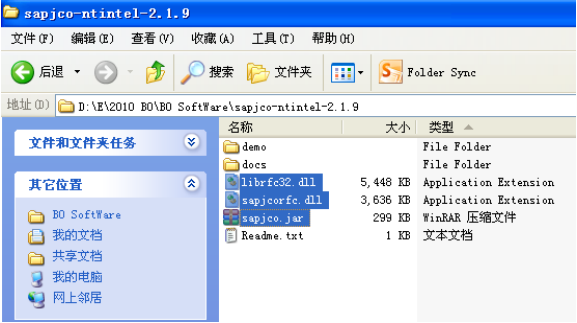 sapjco-ntintel-2.1.9
文件(F) 编辑(E) 查看(V) 收藏(A) 工具(T) 帮助(H)
后退 搜索 文件夹 Folder Sync
地址(D) D:\E\2010 BO\BO SoftWare\sapjco-ntintel-2.1.9
文件和文件夹任务
其它位置
BO SoftWare
我的文档
共享文档
我的电脑
网上邻居
名称 大小 类型
demo File Folder
docs File Folder
librfc32.dll 5,448 KB Application Extension
sapjcorfc.dll 3,636 KB Application Extension
sapjco.jar 299 KB WinRAR 压缩文件
Readme.txt 1 KB 文本文档